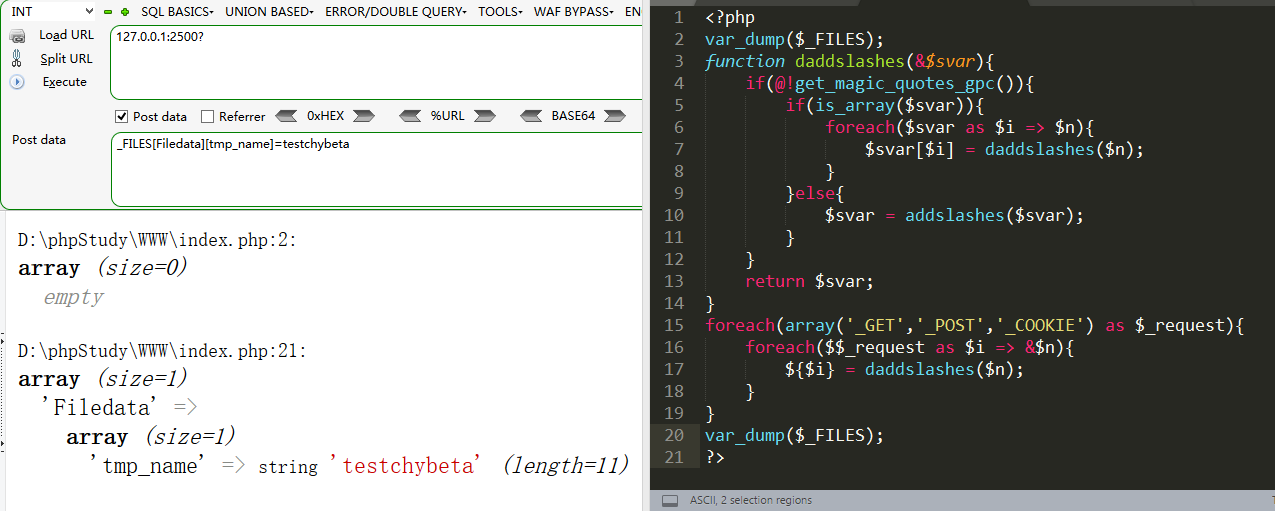 INT SQL BASICS UNION BASED ERROR/DOUBLE QUERY TOOLS WAF BYPASS EN
Load URL
127.0.0.1:2500?
Split URL
Execute
Post data Referrer 0xHEX %URL BASE64
Post data
_FILES[Filedata][tmp_name]=testchybeta
D:\phpStudy\WWW\index.php:2:
array (size=0)
empty
D:\phpStudy\WWW\index.php:21:
array (size=1)
'Filedata' =>
array (size=1)
'tmp_name' => string 'testchybeta' (length=11)
1 <?php
2 var_dump($_FILES);
3 function daddslashes(&$svar){
4 if(@!get_magic_quotes_gpc()){
5 if(is_array($svar)){
6 foreach($svar as $i => $n){
7 $svar[$i] = daddslashes($n);
8 }
9 }else{
10 $svar = addslashes($svar);
11 }
12 }
13 return $svar;
14 }
15 foreach(array('_GET','_POST','_COOKIE') as $_request){
16 foreach($$_request as $i => &$n){
17 ${$i} = daddslashes($n);
18 }
19 }
20 var_dump($_FILES);
21 ?>
ASCII, 2 selection regions